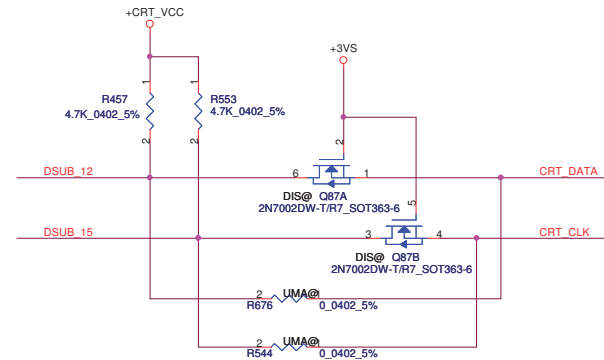 +CRT_VCC
+3VS
1
1
R457
4.7K_0402_5%
R553
4.7K_0402_5%
2
2
2
DSUB_12
6
1
CRT_DATA
DIS@ Q87A
2N7002DW-T/R7_SOT363-6
5
DSUB_15
3
4
CRT_CLK
DIS@ Q87B
2N7002DW-T/R7_SOT363-6
2
UMA@
R676
0_0402_5%
2
UMA@
R544
0_0402_5%